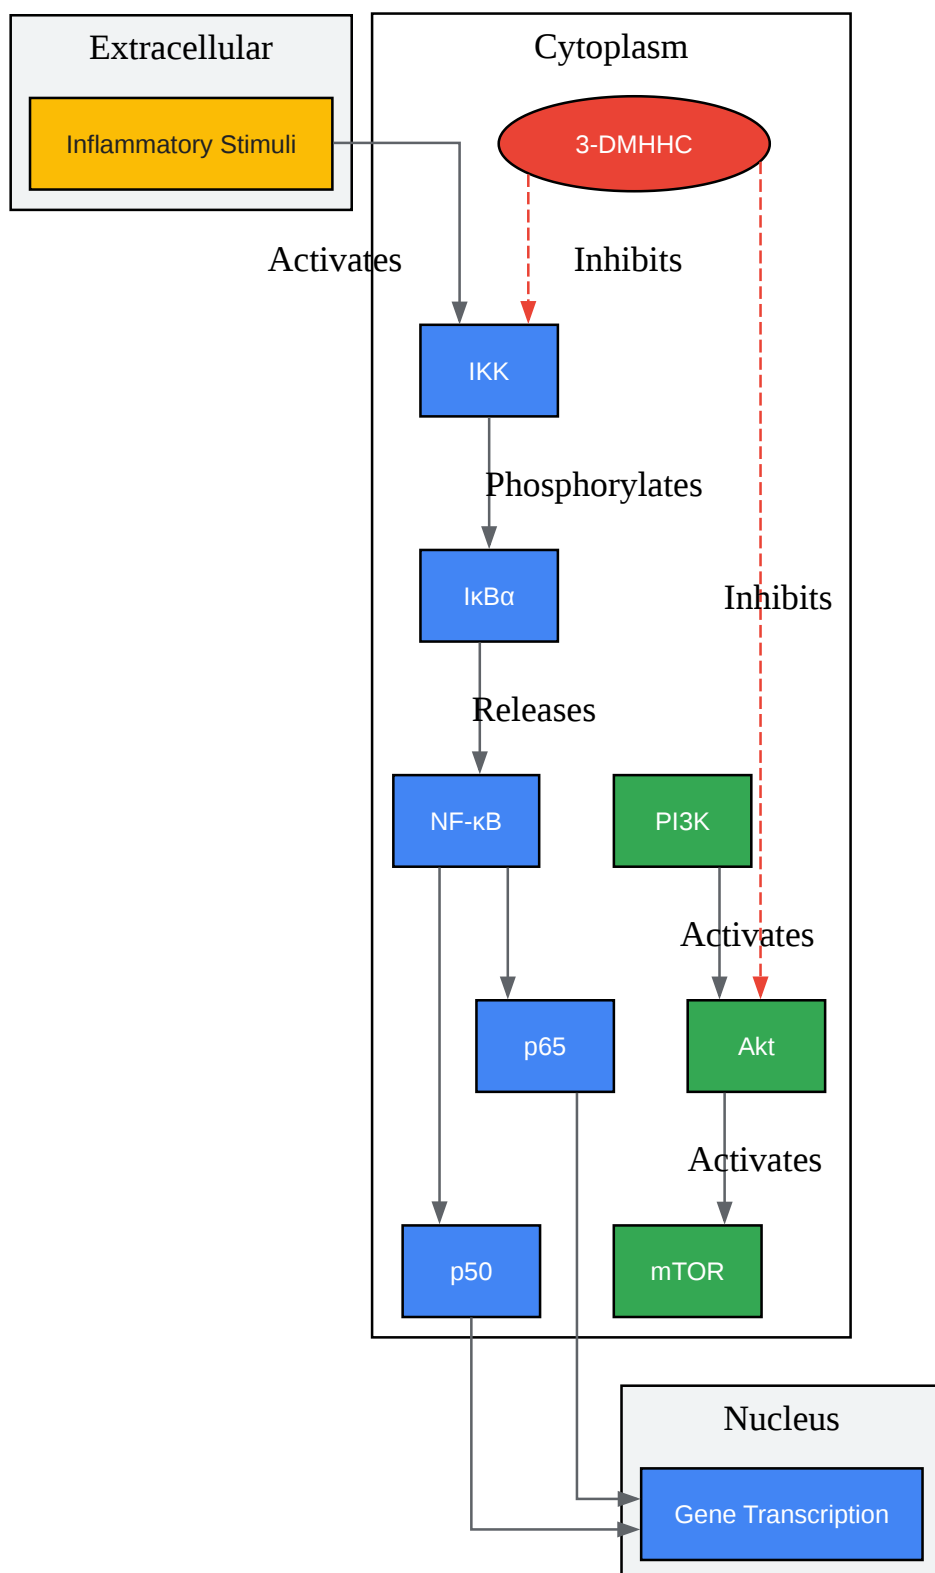 Extracellular
Cytoplasm
Inflammatory Stimuli
3-DMHHC
Activates
Inhibits
IKK
Phosphorylates
IκBα
Inhibits
Releases
NF-κB
PI3K
Activates
p65
Akt
Activates
p50
mTOR
Nucleus
Gene Transcription